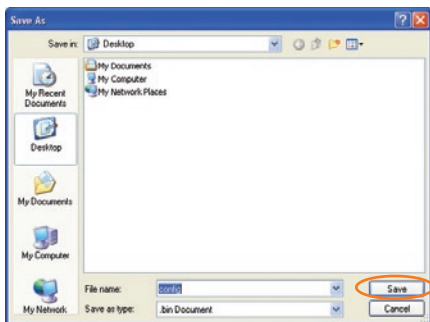 Save As
Save in:
Desktop
My Recent
Documents
Desktop
My Documents
My Computer
My Network
My Documents
My Computer
My Network Places
File name:
config
Save
Save as type:
.bin Document
Cancel